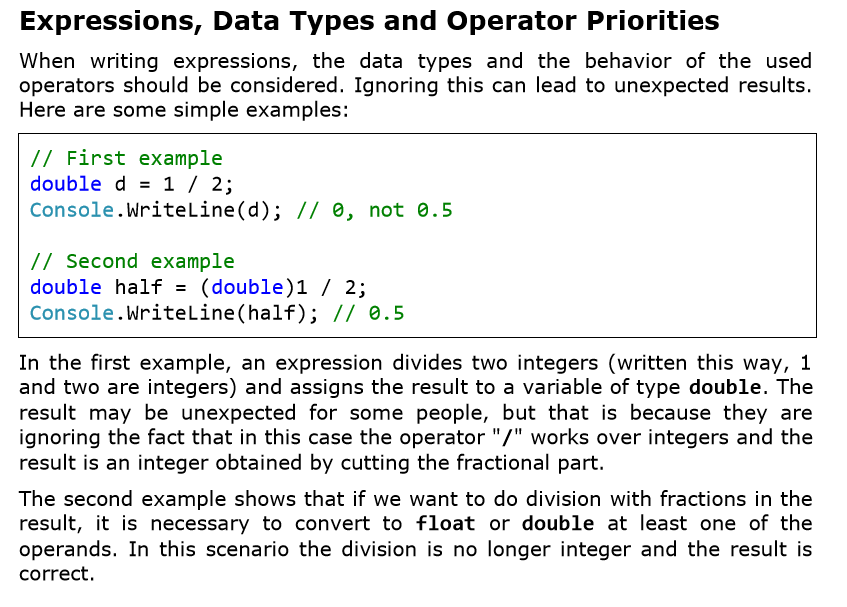 Expressions, Data Types and Operator Priorities
When writing expressions, the data types and the behavior of the used
operators should be considered. Ignoring this can lead to unexpected results.
Here are some simple examples:
// First example
double d = 1 / 2;
Console.WriteLine(d); // 0, not 0.5
// Second example
double half = (double)1 / 2;
Console.WriteLine(half); // 0.5
In the first example, an expression divides two integers (written this way, 1
and two are integers) and assigns the result to a variable of type double. The
result may be unexpected for some people, but that is because they are
ignoring the fact that in this case the operator "/" works over integers and the
result is an integer obtained by cutting the fractional part.
The second example shows that if we want to do division with fractions in the
result, it is necessary to convert to float or double at least one of the
operands. In this scenario the division is no longer integer and the result is
correct.